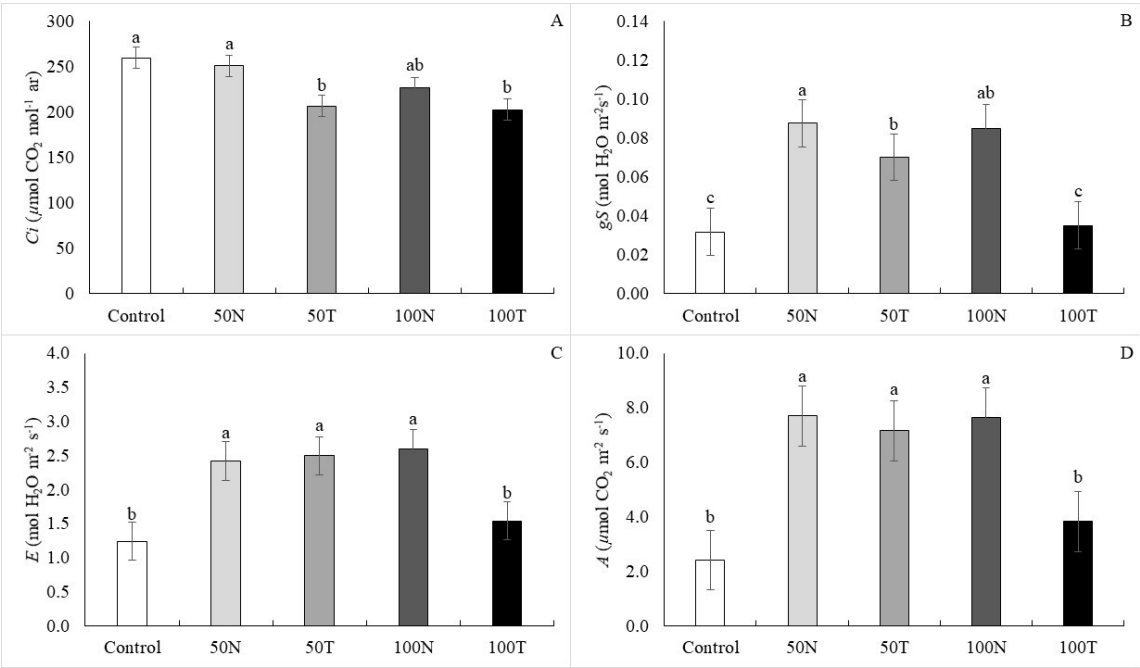 A
Ci (µmol CO₂ mol⁻¹ ar)
300
250
200
150
100
50
0
a
a
b
ab
b
Control 50N 50T 100N 100T
B
gS (mol H₂O m⁻²s⁻¹)
0.14
0.12
0.10
0.08
0.06
0.04
0.02
0.00
c
a
b
ab
c
Control 50N 50T 100N 100T
C
E (mol H₂O m⁻² s⁻¹)
4.0
3.5
3.0
2.5
2.0
1.5
1.0
0.5
0.0
b
a
a
a
b
Control 50N 50T 100N 100T
D
A (µmol CO₂ m⁻² s⁻¹)
10.0
8.0
6.0
4.0
2.0
0.0
b
a
a
a
b
Control 50N 50T 100N 100T